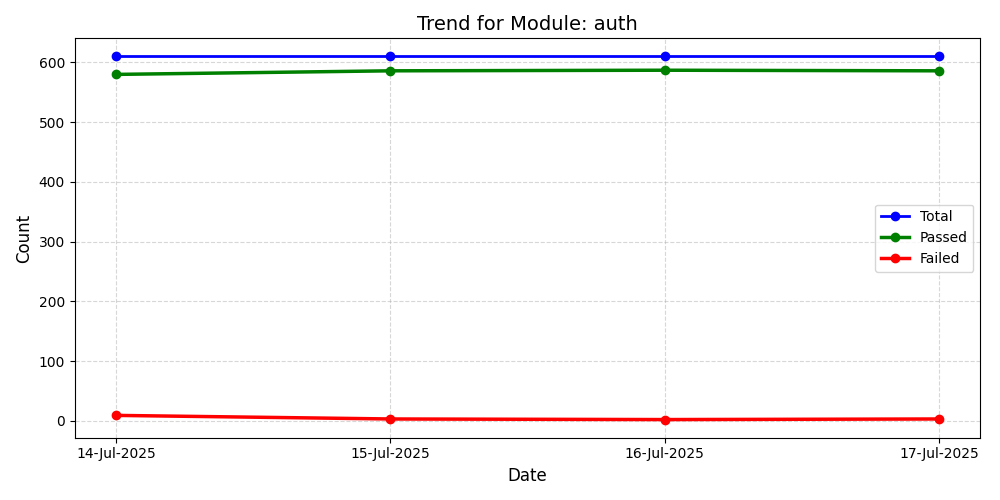 Trend for Module: auth
600
500
400
300
200
100
0
Count
Total
Passed
Failed
14-Jul-2025 15-Jul-2025 16-Jul-2025 17-Jul-2025
Date